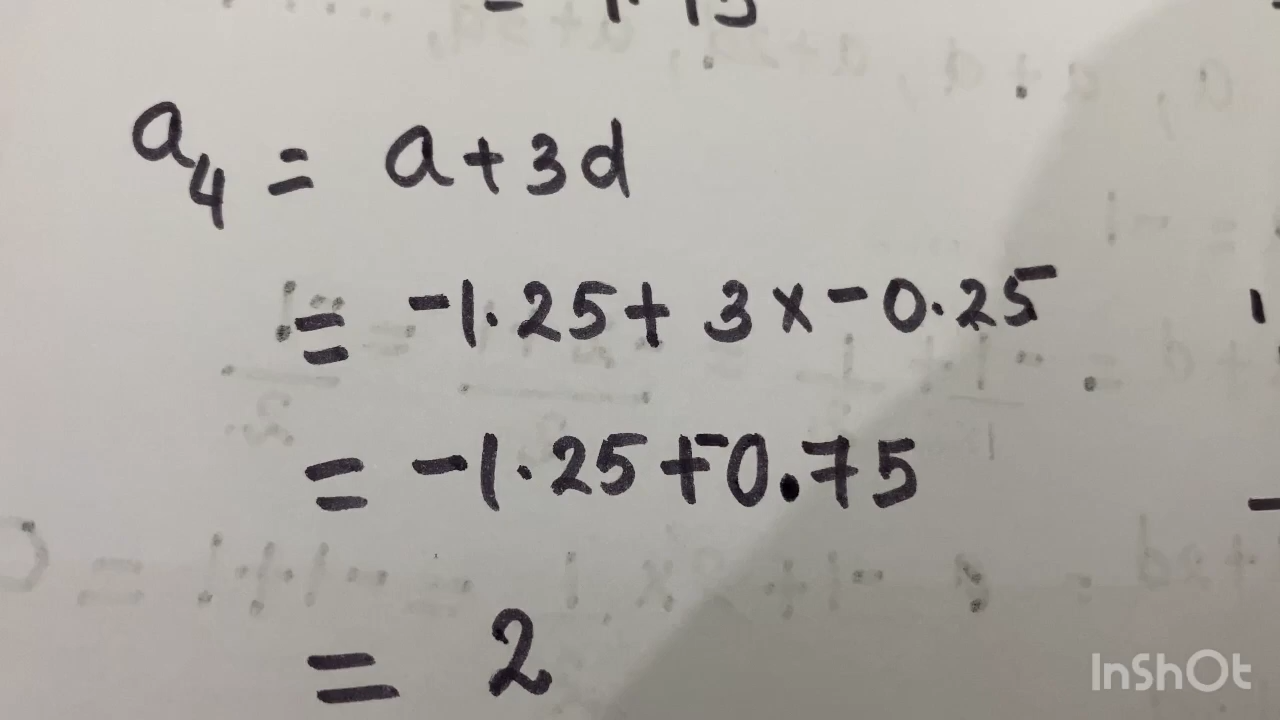 a₄ = a + 3d
= -1.25 + 3 x - 0.25
= -1.25 + -0.75
= 2
InShOt